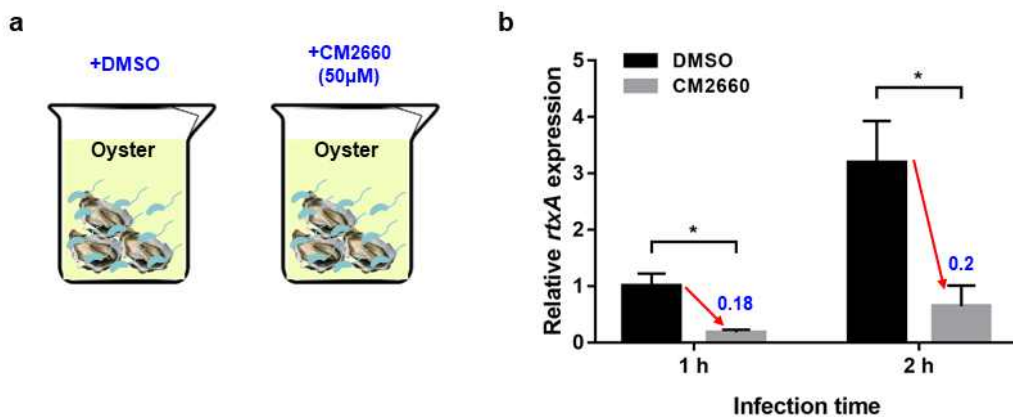 a
+DMSO
+CM2660
(50μM)
Oyster
Oyster
b
DMSO
CM2660
Relative rtxA expression
5
4
3
2
1
0
*
*
0.18
0.2
1 h
2 h
Infection time